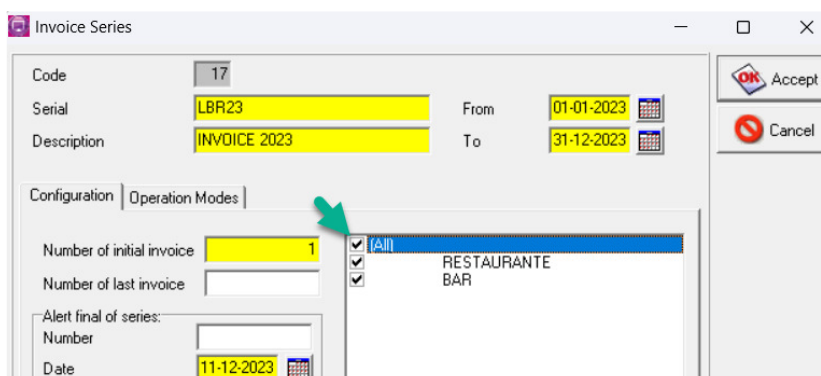 Invoice Series
Code 17
Accept
Serial LBR23 From 01-01-2023
Description INVOICE 2023 To 31-12-2023
Cancel
Configuration Operation Modes
Number of initial invoice 1
(All)
RESTAURANTE
Number of last invoice
BAR
Alert final of series:
Number
Date 11-12-2023
OK